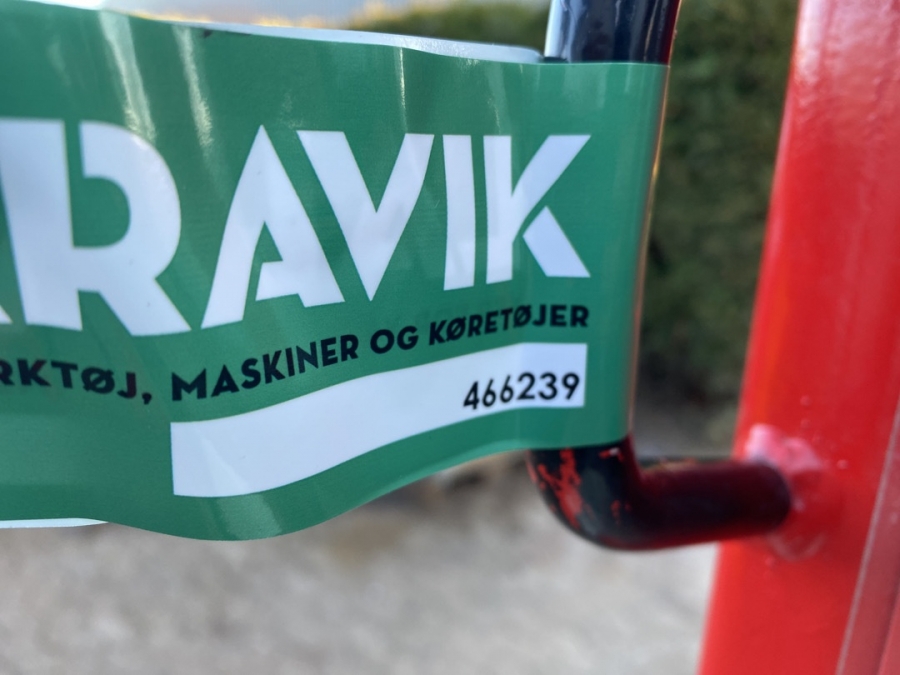 RAVIK
RKTØJ, MASKINER OG KØRETØJER
466239